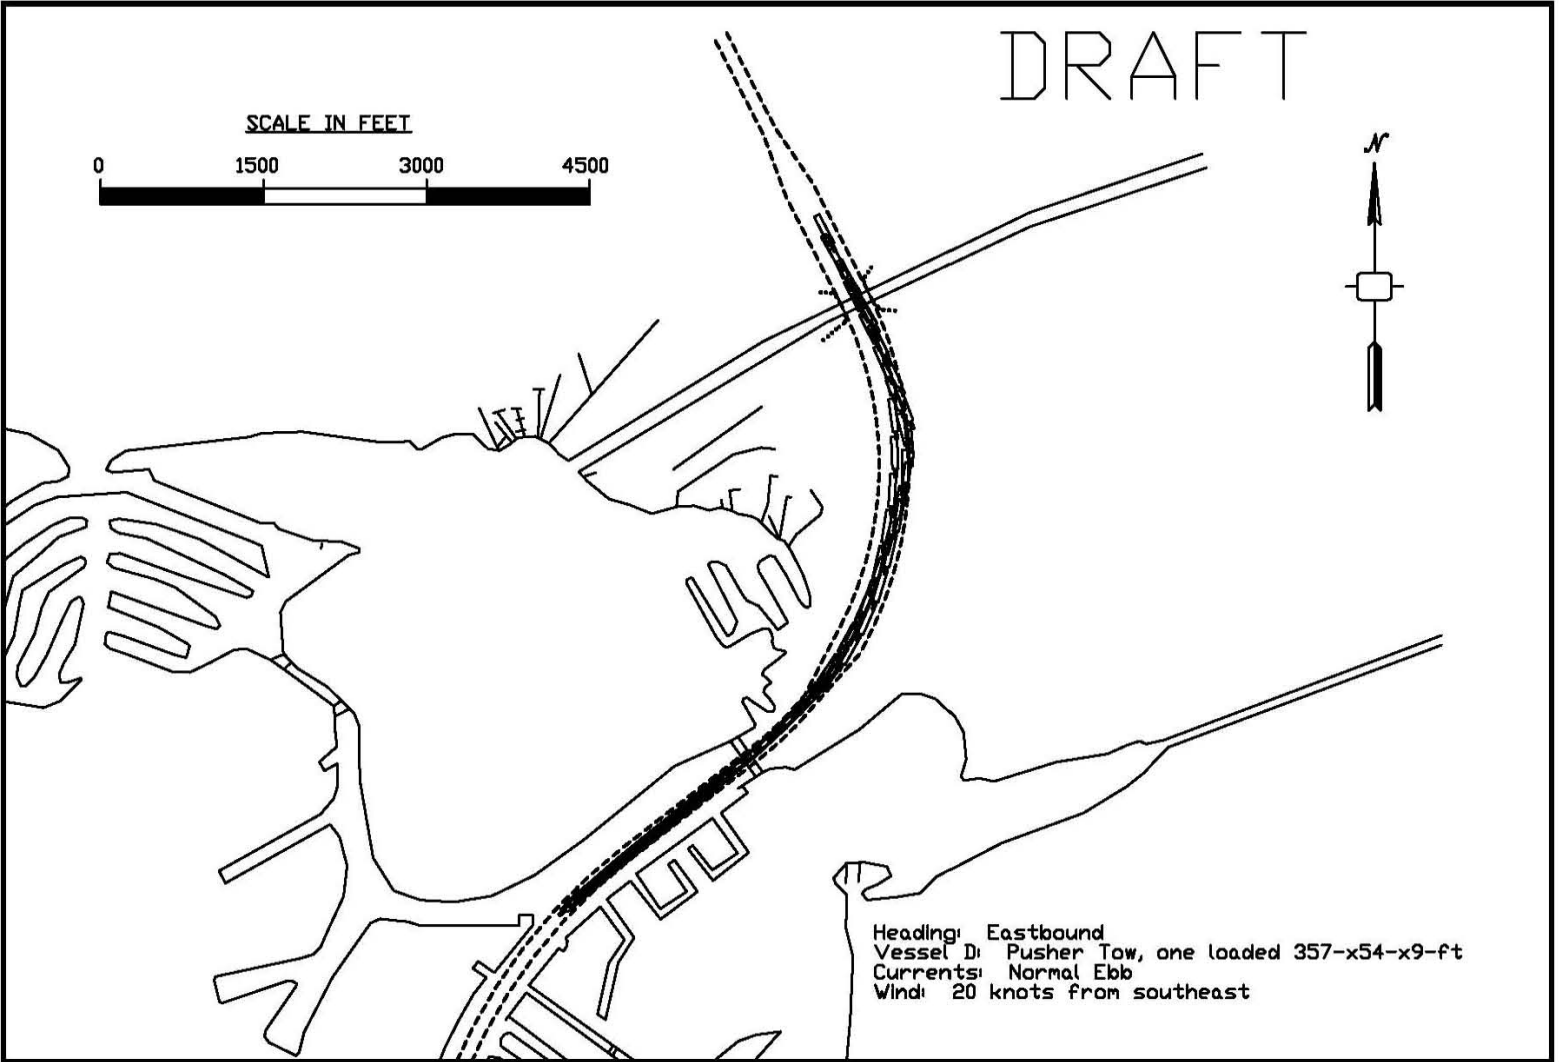 DRAFT
SCALE IN FEET
0 1500 3000 4500
N
Heading: Eastbound
Vessel D: Pusher Tow, one loaded 357-x54-x9-ft
Currents: Normal Ebb
Wind: 20 knots from southeast